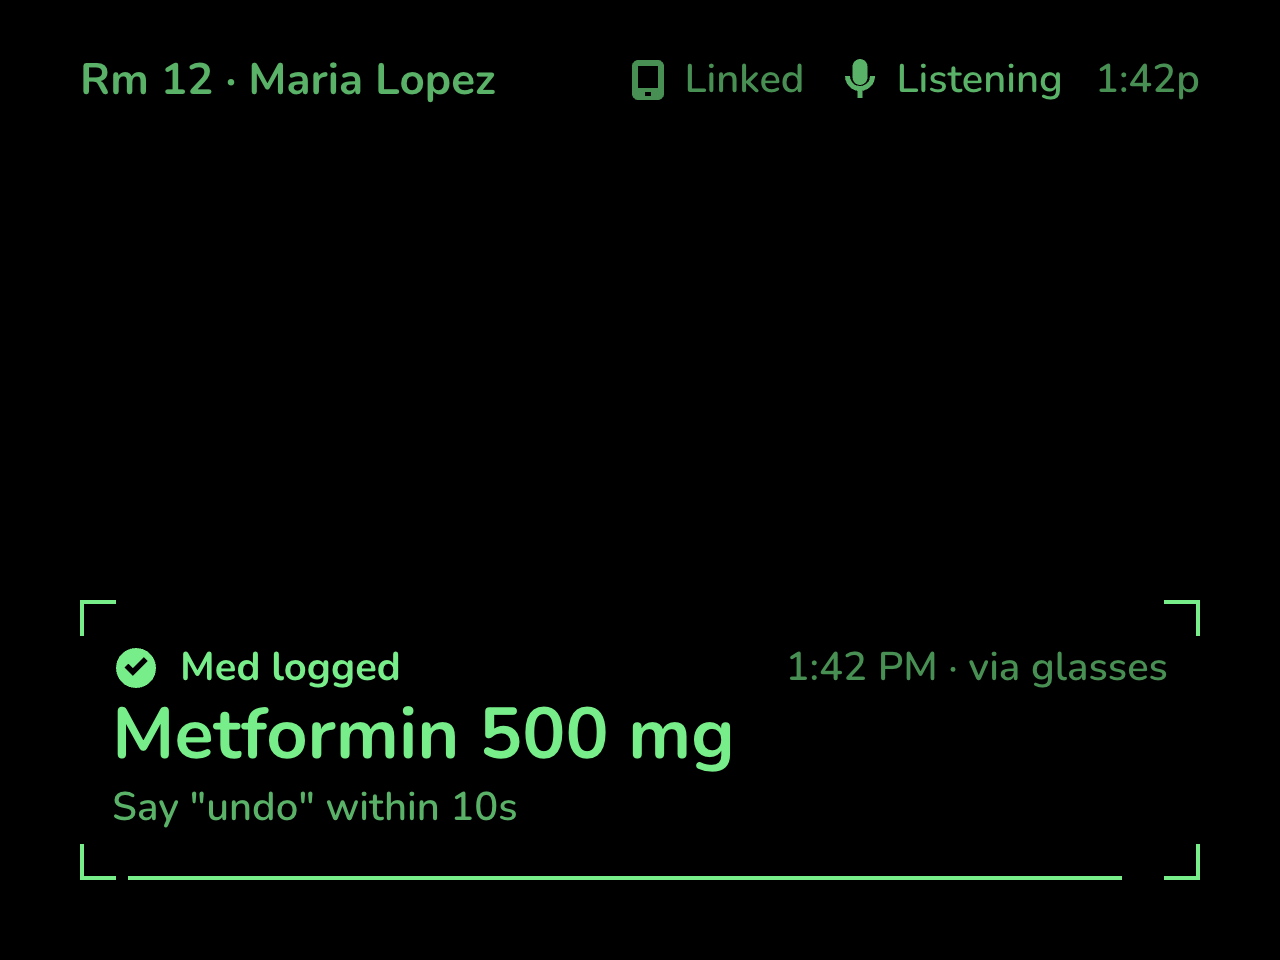 Rm 12 · Maria Lopez Linked Listening 1:42p
Med logged 1:42 PM · via glasses
Metformin 500 mg
Say "undo" within 10s